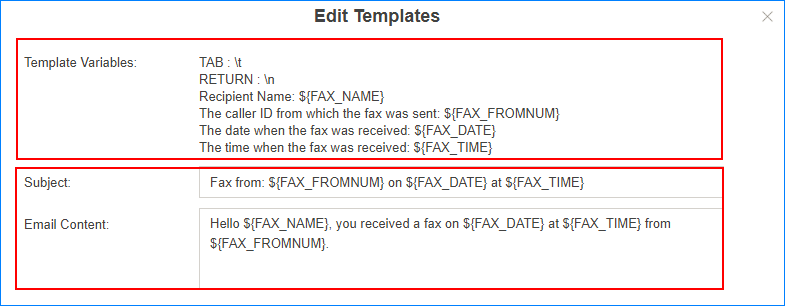 Edit Templates
Template Variables:
TAB : \t
RETURN : \n
Recipient Name: ${FAX_NAME}
The caller ID from which the fax was sent: ${FAX_FROMNUM}
The date when the fax was received: ${FAX_DATE}
The time when the fax was received: ${FAX_TIME}
Subject:
Fax from: ${FAX_FROMNUM} on ${FAX_DATE} at ${FAX_TIME}
Email Content:
Hello ${FAX_NAME}, you received a fax on ${FAX_DATE} at ${FAX_TIME} from
${FAX_FROMNUM}.